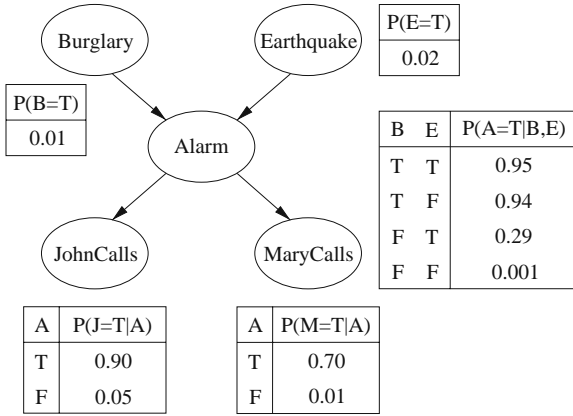 Burglary
Earthquake
P(E=T)
0.02
P(B=T)
0.01
Alarm
B E P(A=T|B,E)
T T 0.95
T F 0.94
F T 0.29
F F 0.001
JohnCalls
MaryCalls
A P(J=T|A)
T 0.90
F 0.05
A P(M=T|A)
T 0.70
F 0.01